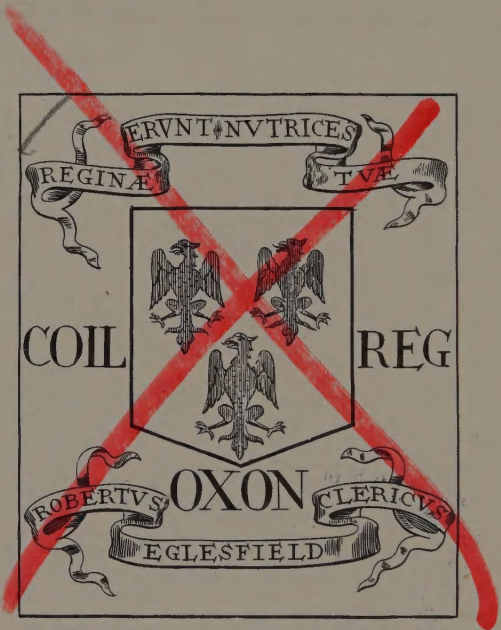 REGINÆ ERVNT NVTRICES TVÆ
COLL REG
OXON
ROBERTVS EGLESFIELD CLERICVS